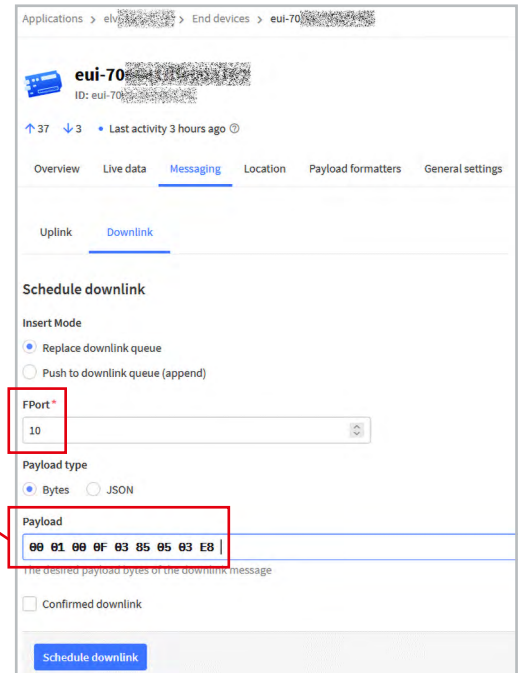 Applications > elv > End devices > eui-70
eui-70
ID: eui-70
↑ 37 ↓ 3 • Last activity 3 hours ago
Overview Live data Messaging Location Payload formatters General settings
Uplink Downlink
Schedule downlink
Insert Mode
Replace downlink queue
Push to downlink queue (append)
FPort *
10
Payload type
Bytes JSON
Payload
00 01 00 0F 03 85 05 03 E8
The desired payload bytes of the downlink message
Confirmed downlink
Schedule downlink